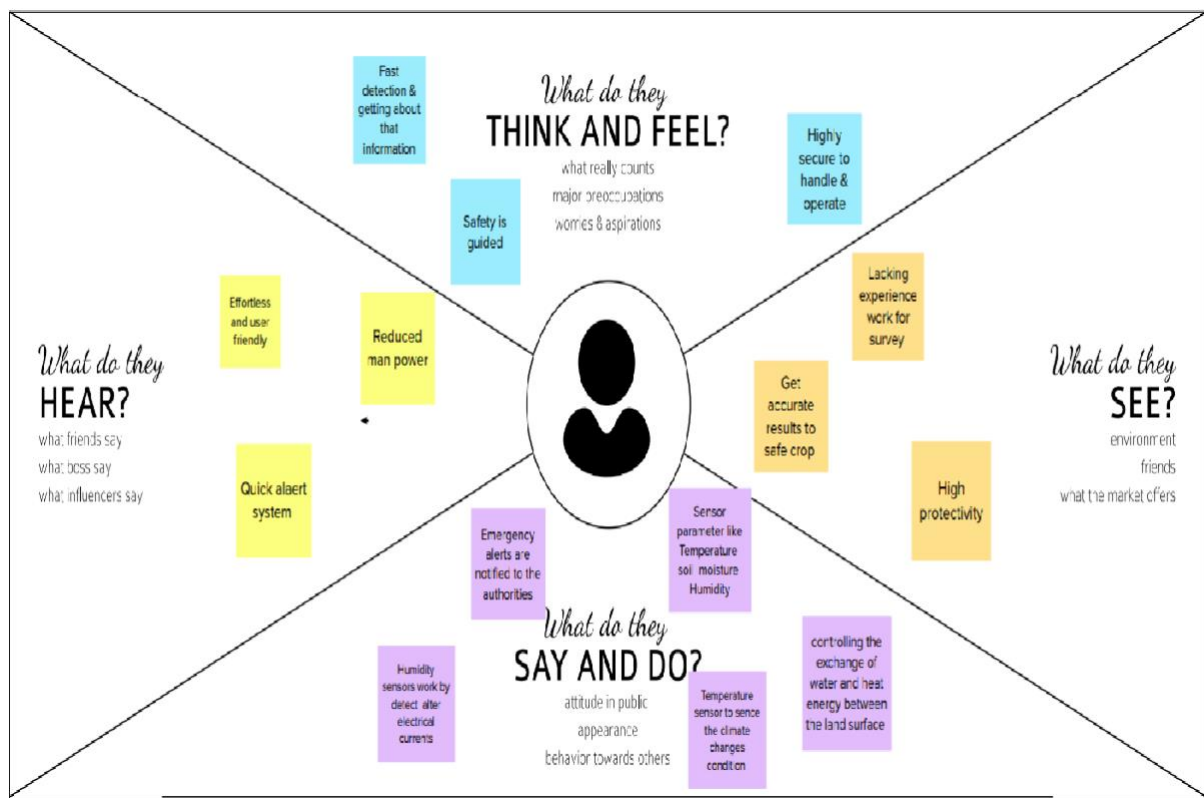 What do they
THINK AND FEEL?
what really counts
major preoccupations
worries & aspirations
Fast
detection &
getting about
that
information
Safety is
guided
Highly
secure to
handle &
operate
What do they
HEAR?
what friends say
what boss say
what influencers say
Effortless
and user
friendly
Reduced
man power
Quick alaert
system
What do they
SEE?
environment
friends
what the market offers
Lacking
experience
work for
survey
Get
accurate
results to
safe crop
High
protectivity
What do they
SAY AND DO?
attitude in public
appearance
behavior towards others
Emergency
alerts are
notified to the
authorities
Sensor
parameter like
Temperature
soil moisture
Humidity
Humidity
sensors work by
detect alter
electrical
currents
Temperature
sensor to sence
the climate
changes
condition
controlling the
exchange of
water and heat
energy between
the land surface